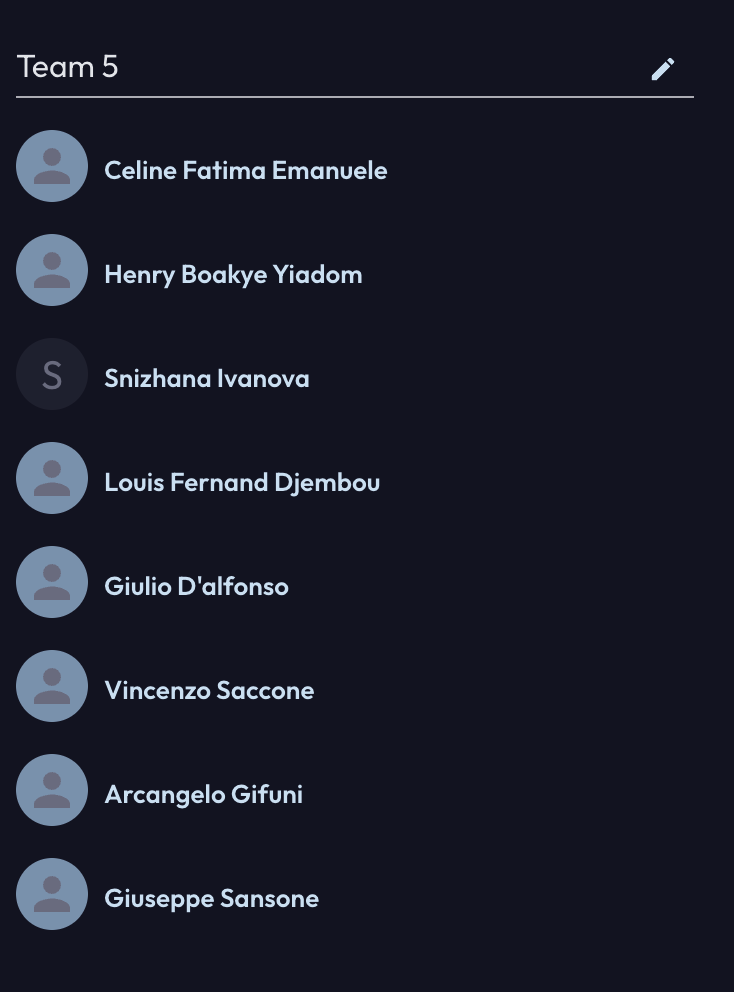 Team 5
Celine Fatima Emanuele
Henry Boakye Yiadom
S
Snizhana Ivanova
Louis Fernand Djembou
Giulio D'alfonso
Vincenzo Saccone
Arcangelo Gifuni
Giuseppe Sansone